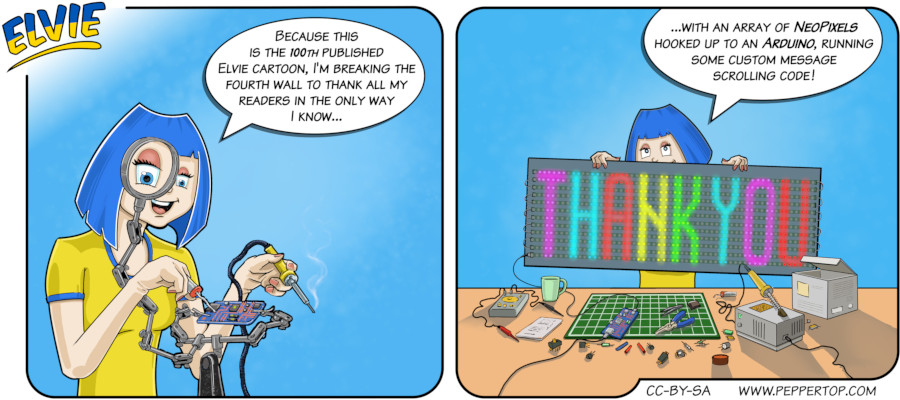 ELVIE
BECAUSE THIS
IS THE 100TH PUBLISHED
ELVIE CARTOON, I'M BREAKING THE
FOURTH WALL TO THANK ALL MY
READERS IN THE ONLY WAY
I KNOW...
...WITH AN ARRAY OF NEOPIXELS
HOOKED UP TO AN ARDUINO, RUNNING
SOME CUSTOM MESSAGE
SCROLLING CODE!
THANK YOU
CC-BY-SA WWW.PEPPERTOP.COM